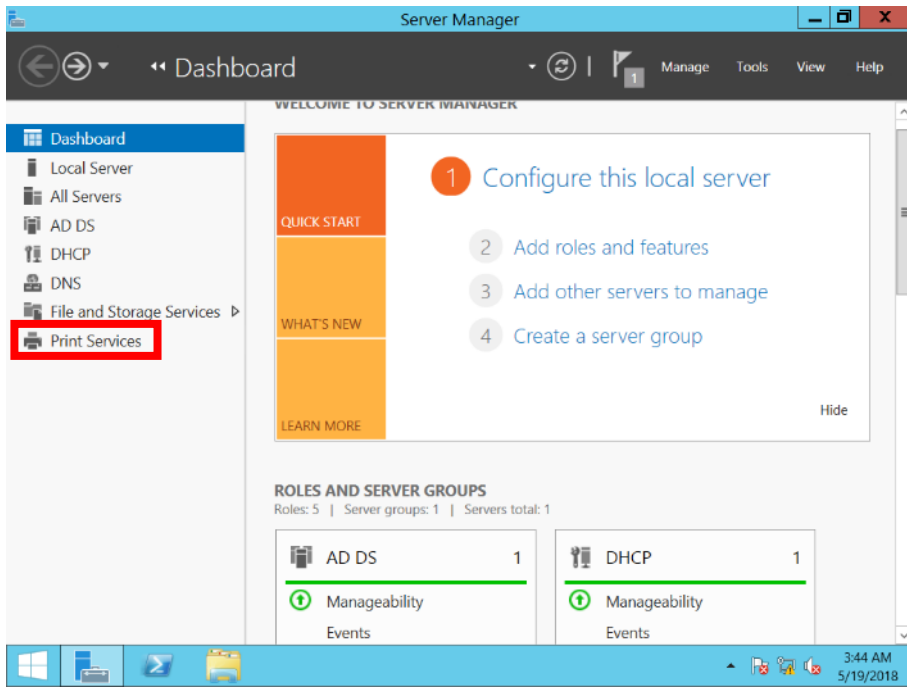 Server Manager
Dashboard
1
Manage
Tools
View
Help
WELCOME TO SERVER MANAGER
Dashboard
Local Server
All Servers
AD DS
DHCP
DNS
File and Storage Services
Print Services
QUICK START
WHAT'S NEW
LEARN MORE
1 Configure this local server
2 Add roles and features
3 Add other servers to manage
4 Create a server group
Hide
ROLES AND SERVER GROUPS
Roles: 5 | Server groups: 1 | Servers total: 1
AD DS 1
Manageability
Events
DHCP 1
Manageability
Events
3:44 AM
5/19/2018